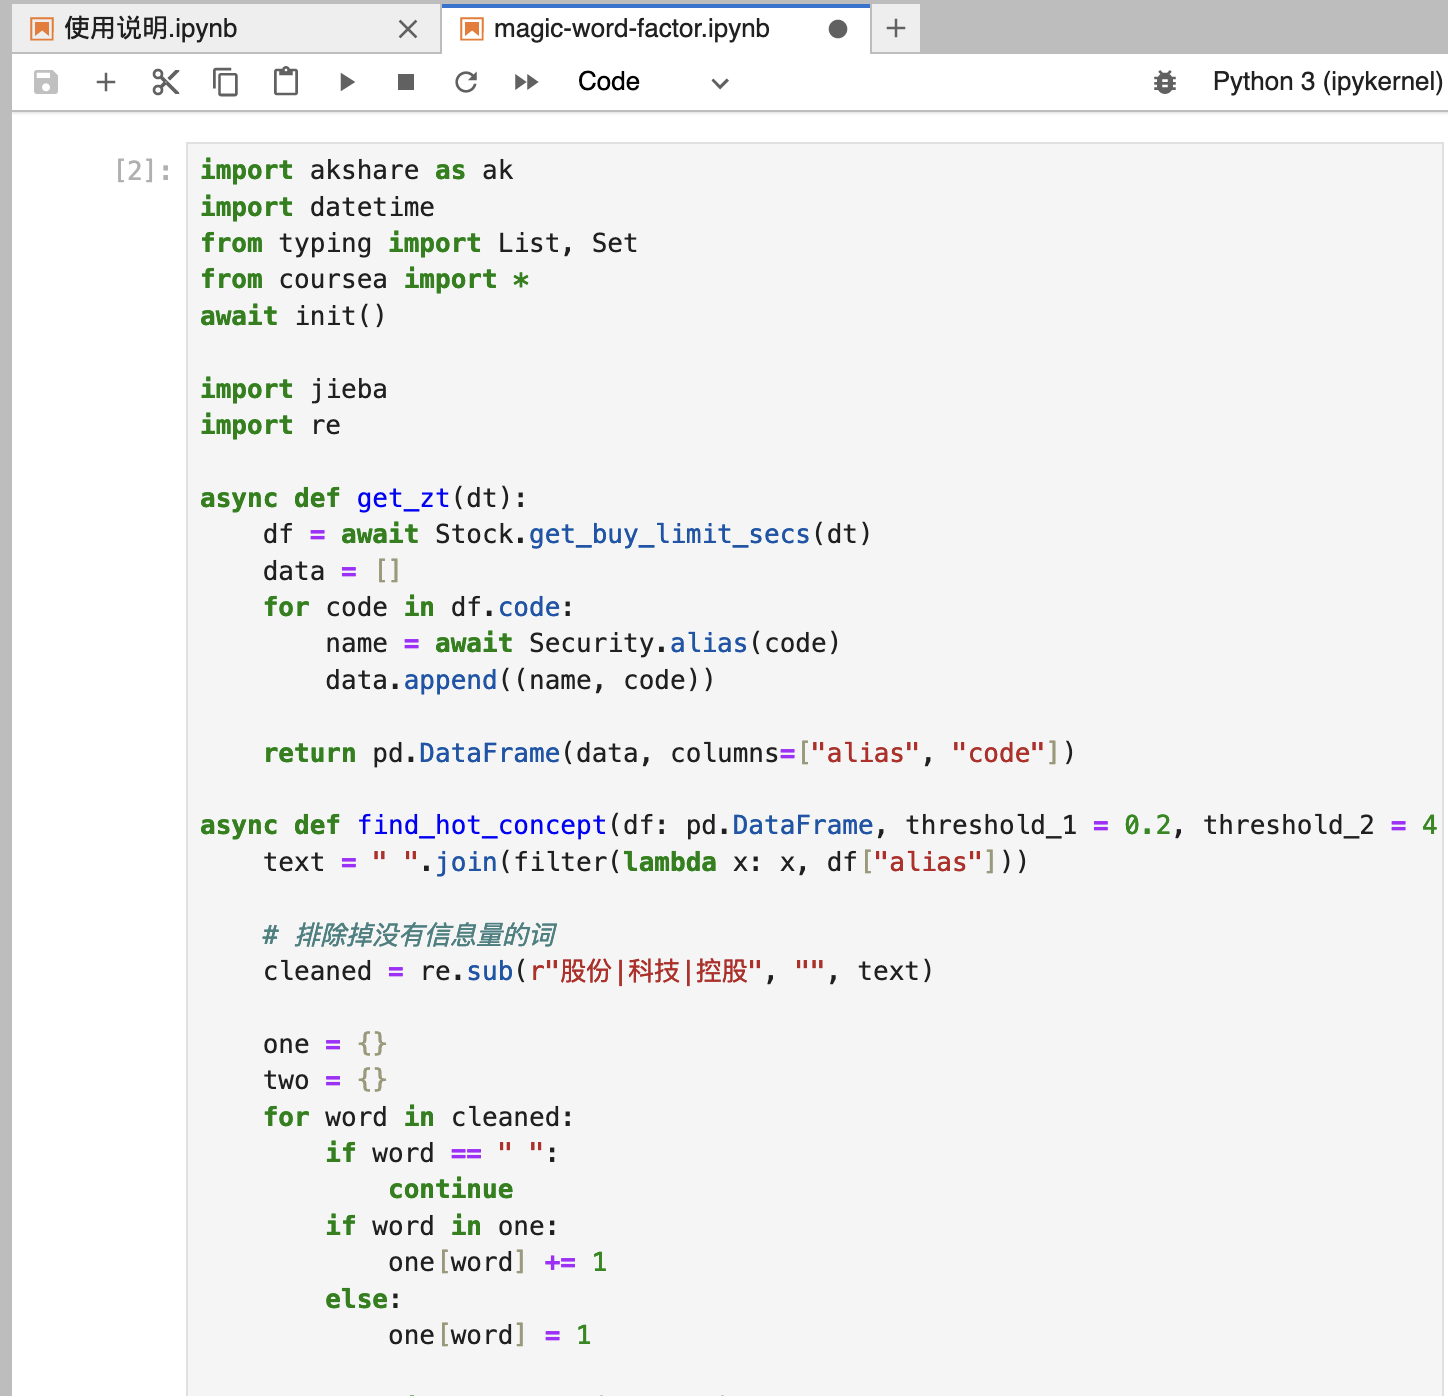 使用说明.ipynb
magic-word-factor.ipynb
Code
Python 3 (ipykernel)
[2]:
import akshare as ak
import datetime
from typing import List, Set
from coursea import *
await init()

import jieba
import re

async def get_zt(dt):
    df = await Stock.get_buy_limit_secs(dt)
    data = []
    for code in df.code:
        name = await Security.alias(code)
        data.append((name, code))

    return pd.DataFrame(data, columns=["alias", "code"])

async def find_hot_concept(df: pd.DataFrame, threshold_1 = 0.2, threshold_2 = 4
    text = " ".join(filter(lambda x: x, df["alias"]))

    # 排除掉没有信息量的词
    cleaned = re.sub(r"股份|科技|控股", "", text)

    one = {}
    two = {}
    for word in cleaned:
        if word == " ":
            continue
        if word in one:
            one[word] += 1
        else:
            one[word] = 1